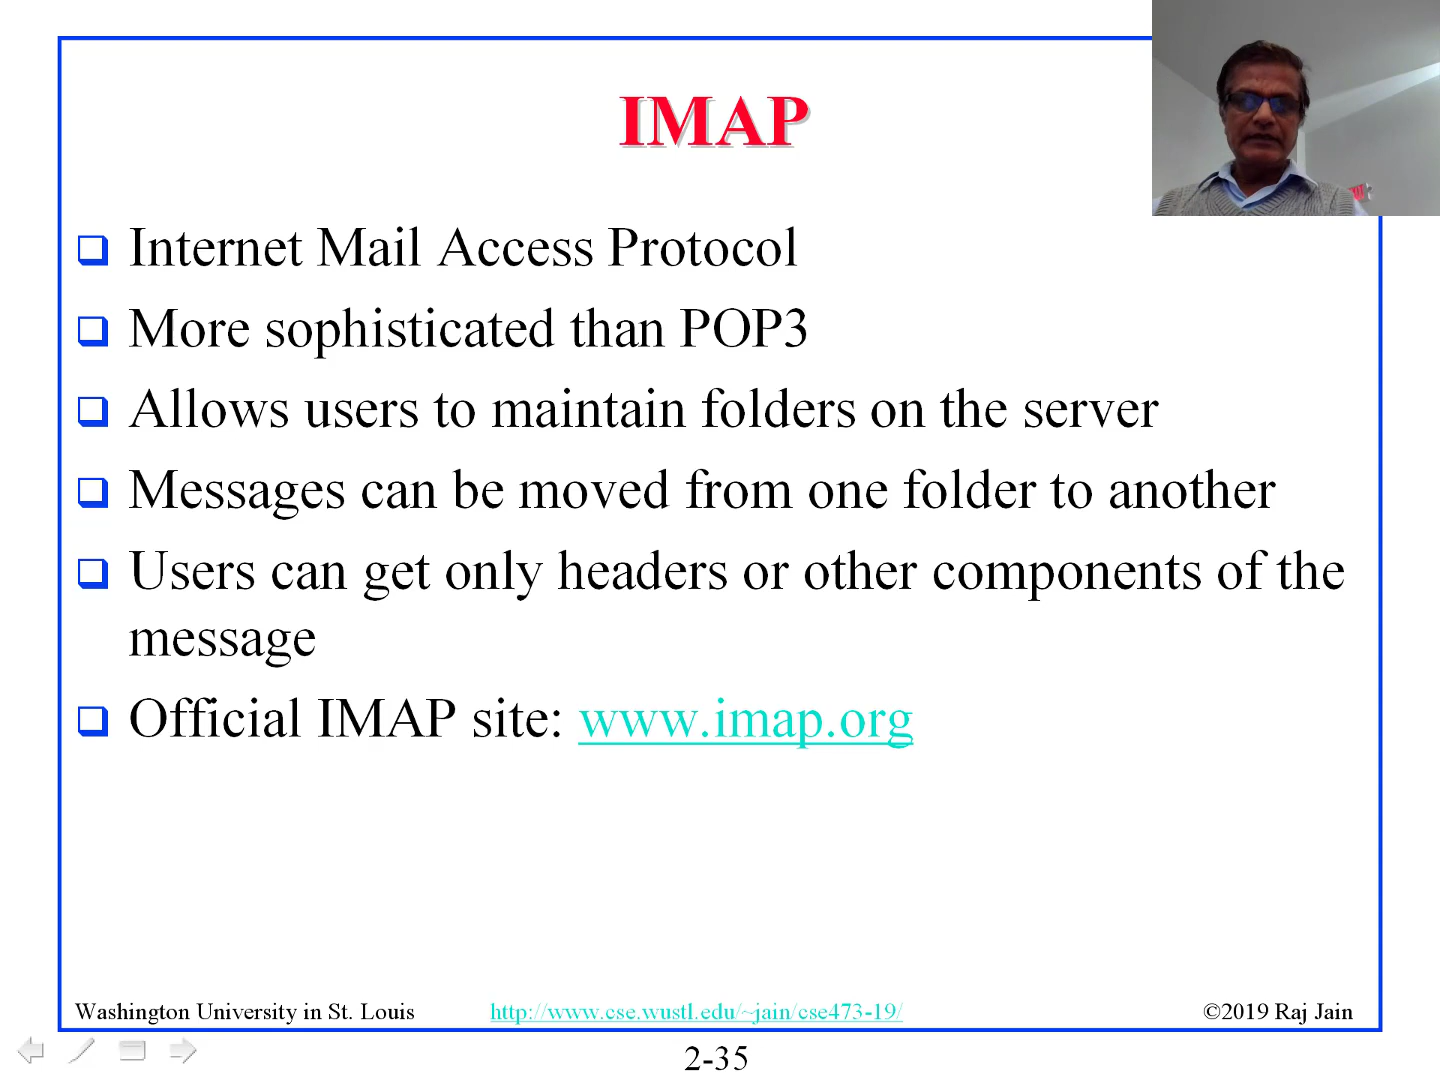 IMAP
Internet Mail Access Protocol
More sophisticated than POP3
Allows users to maintain folders on the server
Messages can be moved from one folder to another
Users can get only headers or other components of the
message
Official IMAP site: www.imap.org
Washington University in St. Louis
http://www.cse.wustl.edu/~jain/cse473-19/
©2019 Raj Jain
2-35